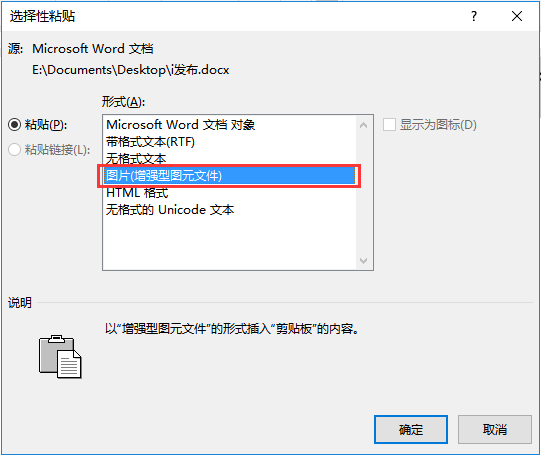 选择性粘贴
源: Microsoft Word 文档
E:\Documents\Desktop\i发布.docx
形式(A):
粘贴(P):
粘贴链接(L):
Microsoft Word 文档 对象
带格式文本(RTF)
无格式文本
图片(增强型图元文件)
HTML 格式
无格式的 Unicode 文本
显示为图标(D)
说明
以“增强型图元文件”的形式插入“剪贴板”的内容。
确定
取消